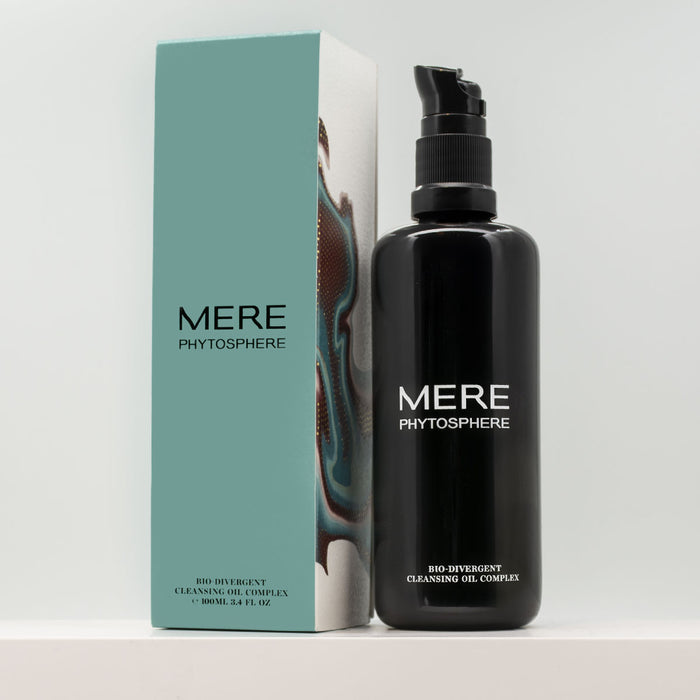 MERE
PHYTOSPHERE
BIO-DIVERGENT
CLEANSING OIL COMPLEX
℮ 100ML 3.4 FL OZ
MERE
PHYTOSPHERE
BIO-DIVERGENT
CLEANSING OIL COMPLEX